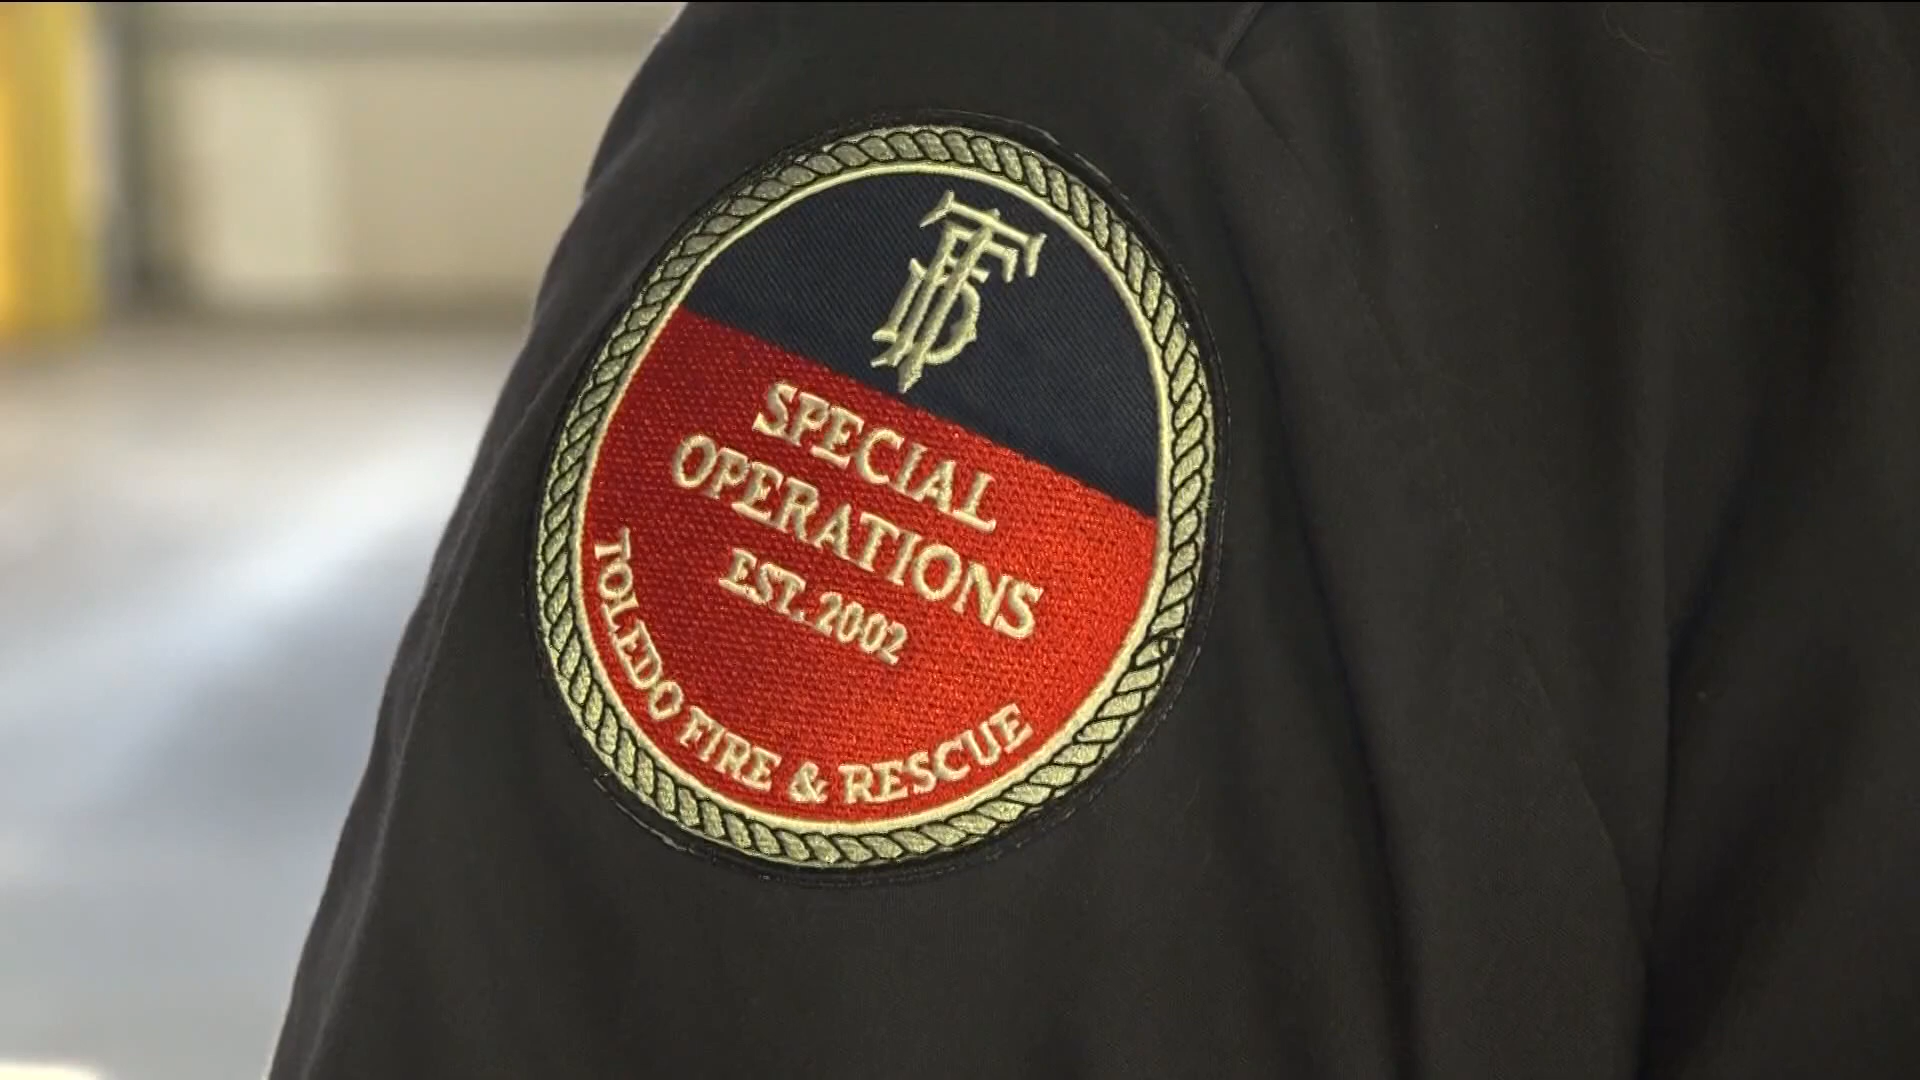 TFD
SPECIAL
OPERATIONS
EST. 2002
TOLEDO FIRE & RESCUE